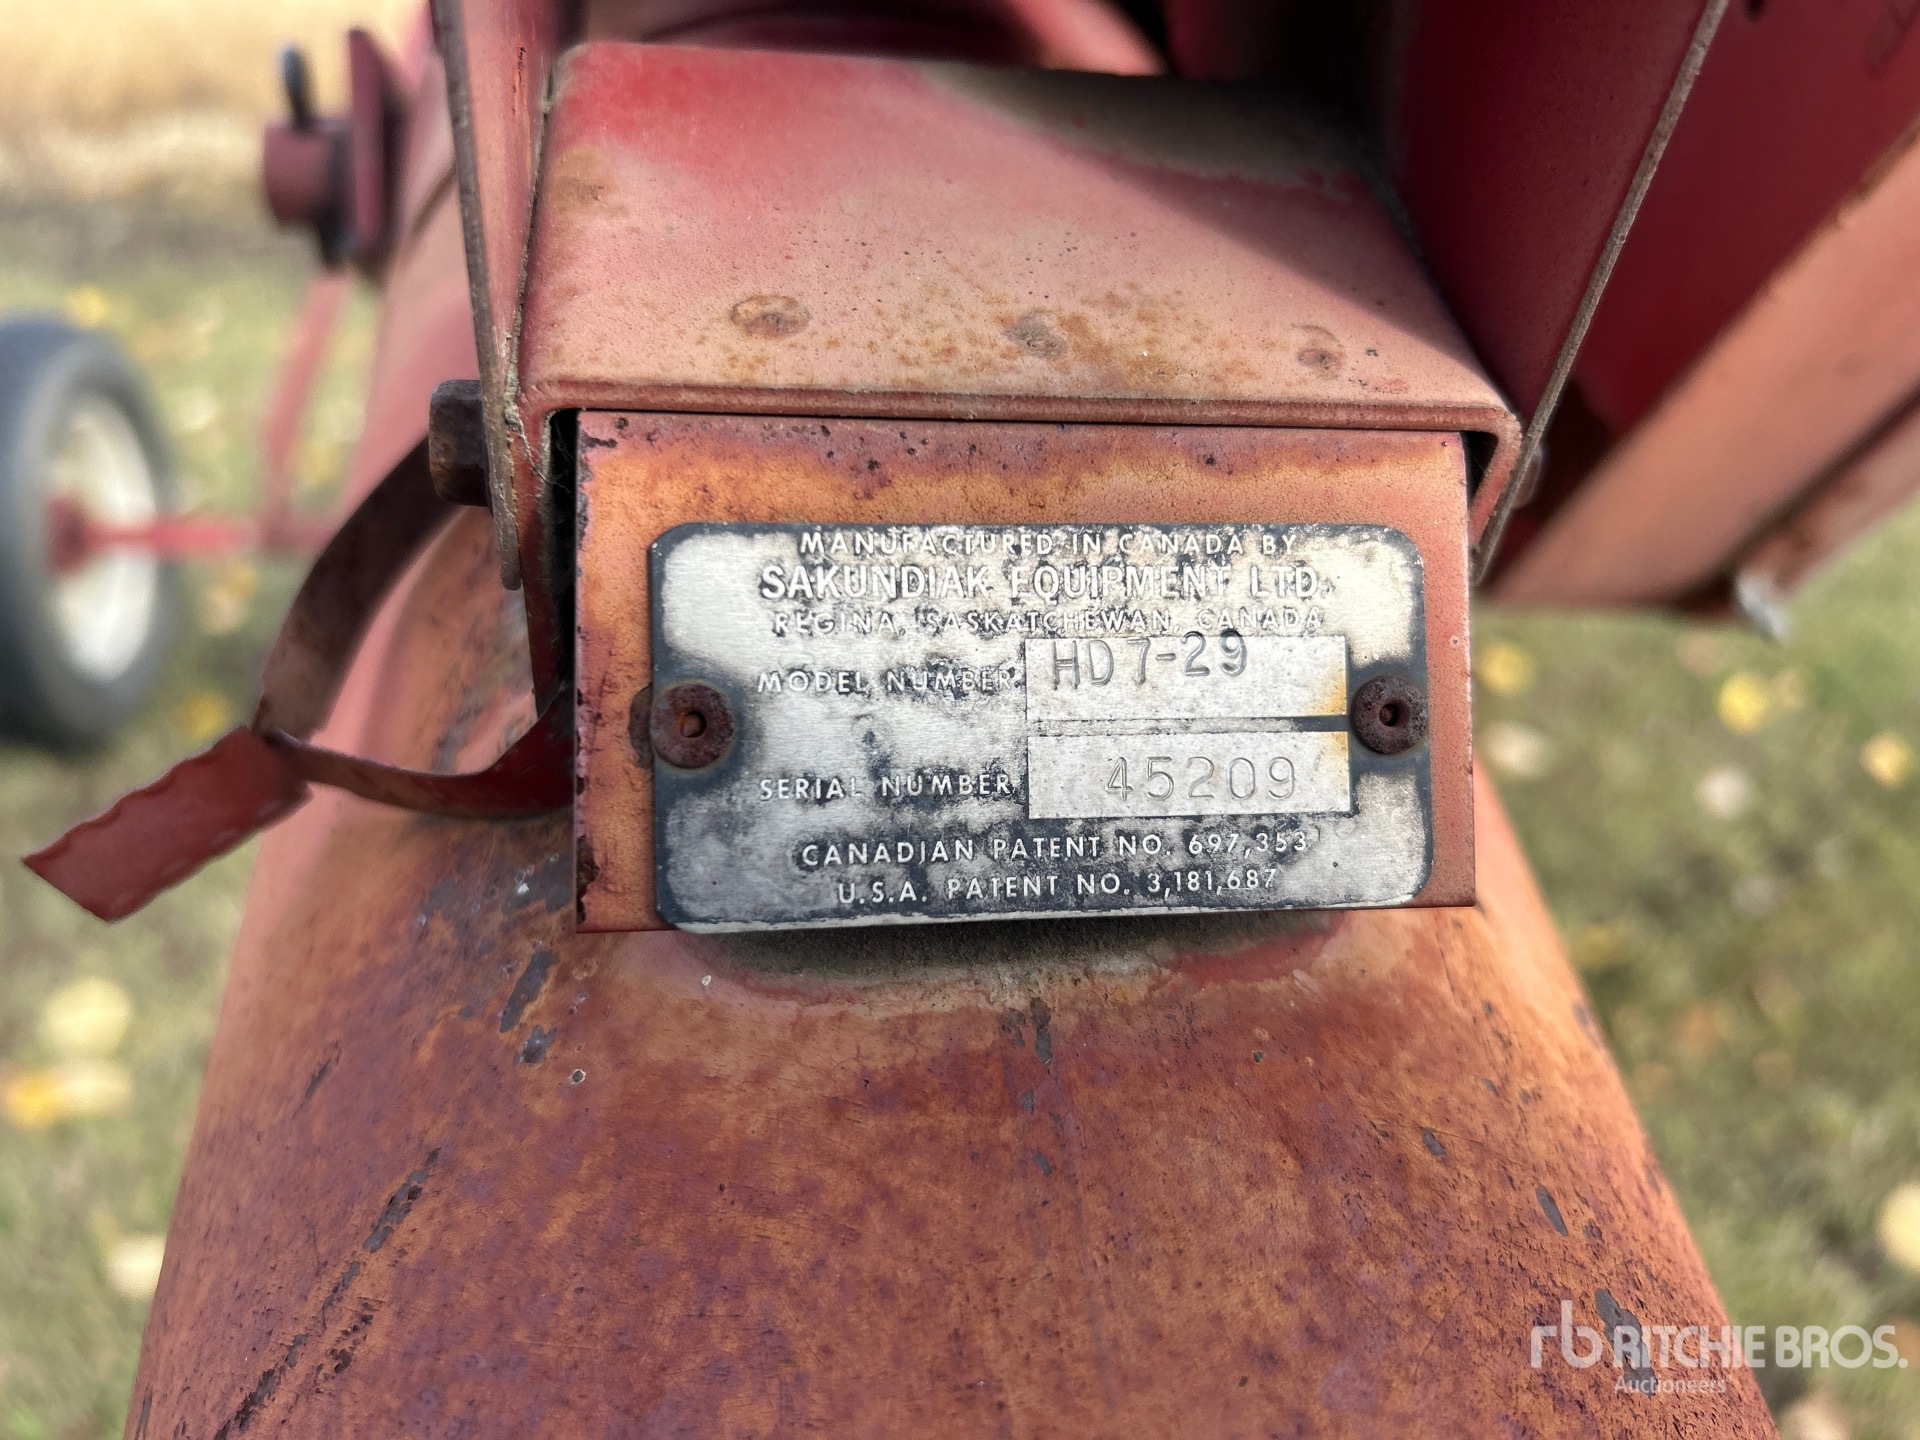 MANUFACTURED IN CANADA BY
SAKUNDIAK EQUIPMENT LTD.
REGINA, SASKATCHEWAN, CANADA
MODEL NUMBER HD7-29
SERIAL NUMBER 45209
CANADIAN PATENT NO. 697,353
U.S.A. PATENT NO. 3,181,687
rb RITCHIE BROS.
Auctioneers